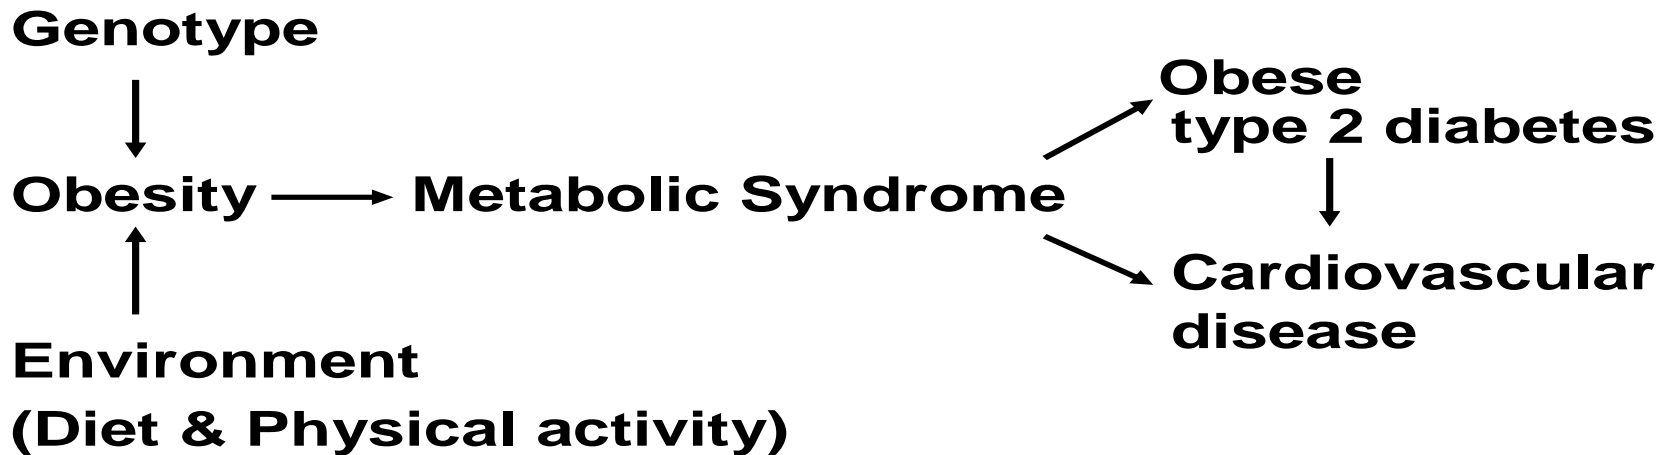 Genotype
Obese
type 2 diabetes
Obesity
Metabolic Syndrome
Cardiovascular
disease
Environment
(Diet & Physical activity)